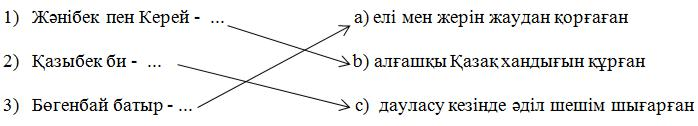 1) Жәнібек пен Керей - ... a) елі мен жерін жаудан қорғаған
2) Қазыбек би - ... b) алғашқы Қазақ хандығын құрған
3) Бөгенбай батыр - ... c) дауласу кезінде әділ шешім шығарған